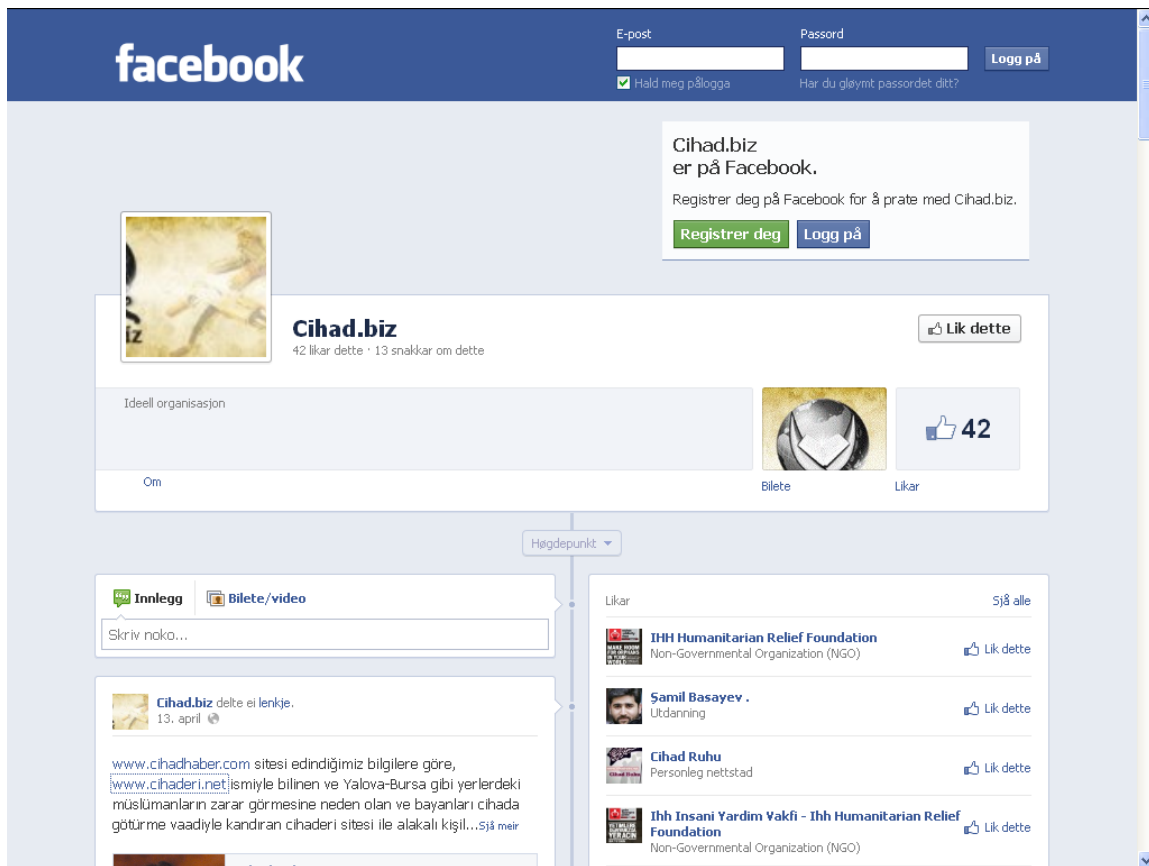 facebook
E-post
Passord
Logg på
Hald meg pålogga
Har du gløymt passordet ditt?
Cihad.biz
er på Facebook.
Registrer deg på Facebook for å prate med Cihad.biz.
Registrer deg
Logg på
iz
Cihad.biz
42 likar dette · 13 snakkar om dette
Lik dette
Ideell organisasjon
42
Om
Bilete
Likar
Høgdepunkt
Innlegg
Bilete/video
Skriv noko...
Cihad.biz delte ei lenkje.
13. april
www.cihadhaber.com sitesi edindiğimiz bilgilere göre,
www.cihaderi.net ismiyle bilinen ve Yalova-Bursa gibi yerlerdeki
müslümanların zarar görmesine neden olan ve bayanları cihada
götürme vaadiyle kandıran cihaderi sitesi ile alakalı kişil...Sjå meir
Likar
Sjå alle
IHH Humanitarian Relief Foundation
Non-Governmental Organization (NGO)
Lik dette
Şamil Basayev .
Utdanning
Lik dette
Cihad Ruhu
Personleg nettstad
Lik dette
Ihh Insani Yardim Vakfi - Ihh Humanitarian Relief
Foundation
Non-Governmental Organization (NGO)
Lik dette